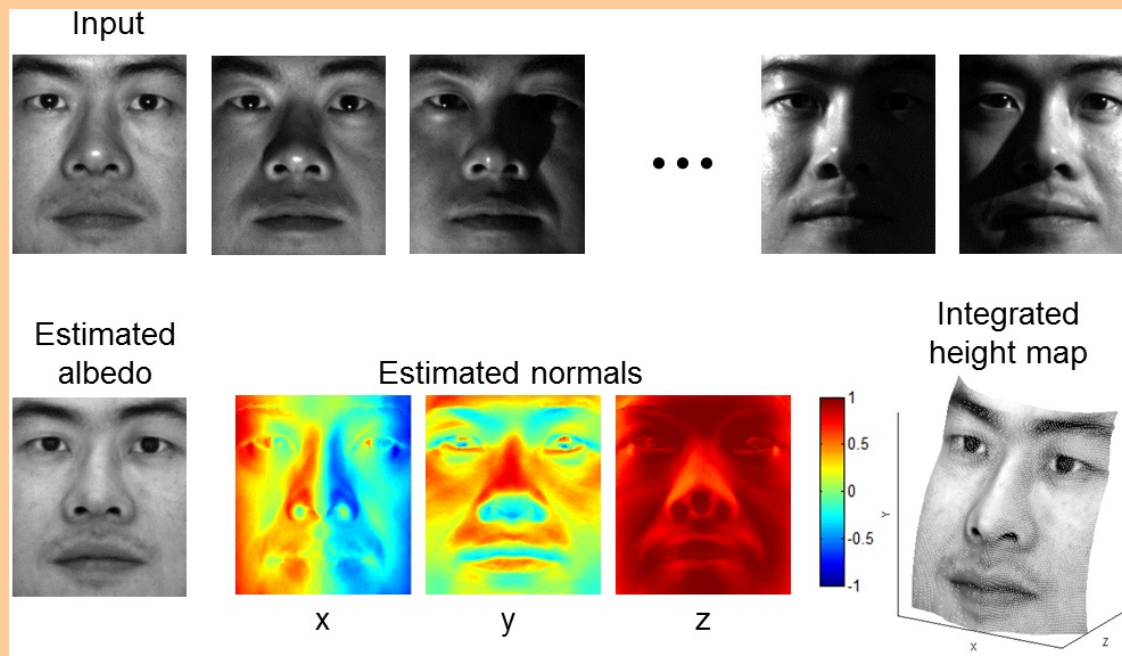 Input
Estimated
albedo
Estimated normals
Integrated
height map
1
0.5
0
-0.5
-1
x
y
z
Y
X
Z